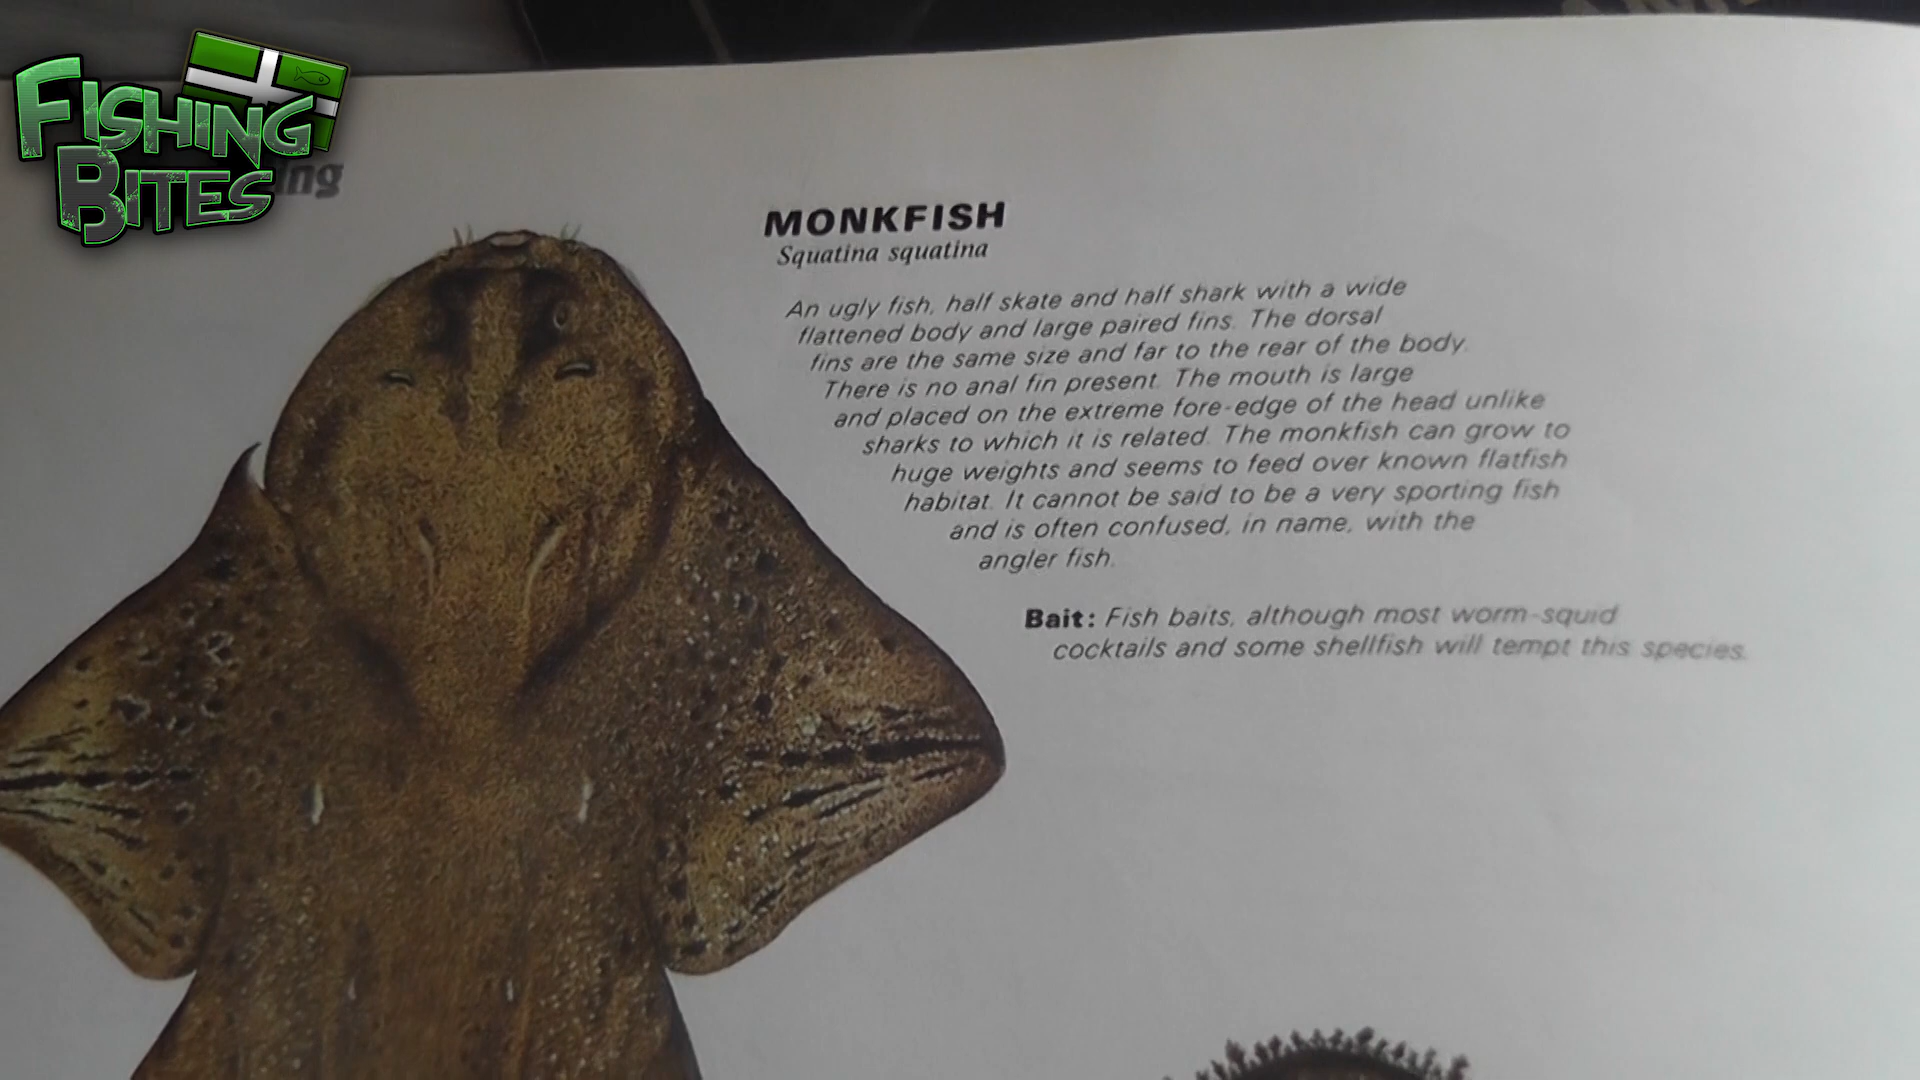 FISHING
BITES
MONKFISH
Squatina squatina
An ugly fish, half skate and half shark with a wide
flattened body and large paired fins. The dorsal
fins are the same size and far to the rear of the body.
There is no anal fin present. The mouth is large
and placed on the extreme fore-edge of the head unlike
sharks to which it is related. The monkfish can grow to
huge weights and seems to feed over known flatfish
habitat. It cannot be said to be a very sporting fish
and is often confused, in name, with the
angler fish.
Bait: Fish baits, although most worm-squid
cocktails and some shellfish will tempt this species.